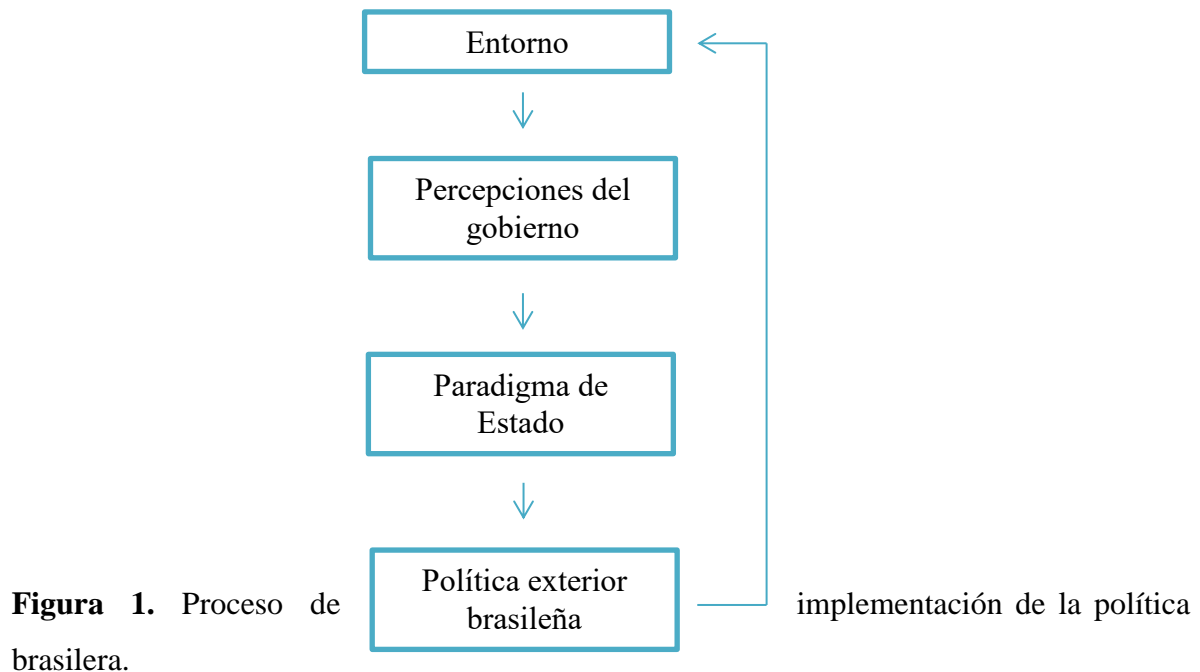 Entorno
Percepciones del
gobierno
Paradigma de
Estado
Política exterior
brasileña
Figura 1. Proceso de implementación de la política
brasilera.